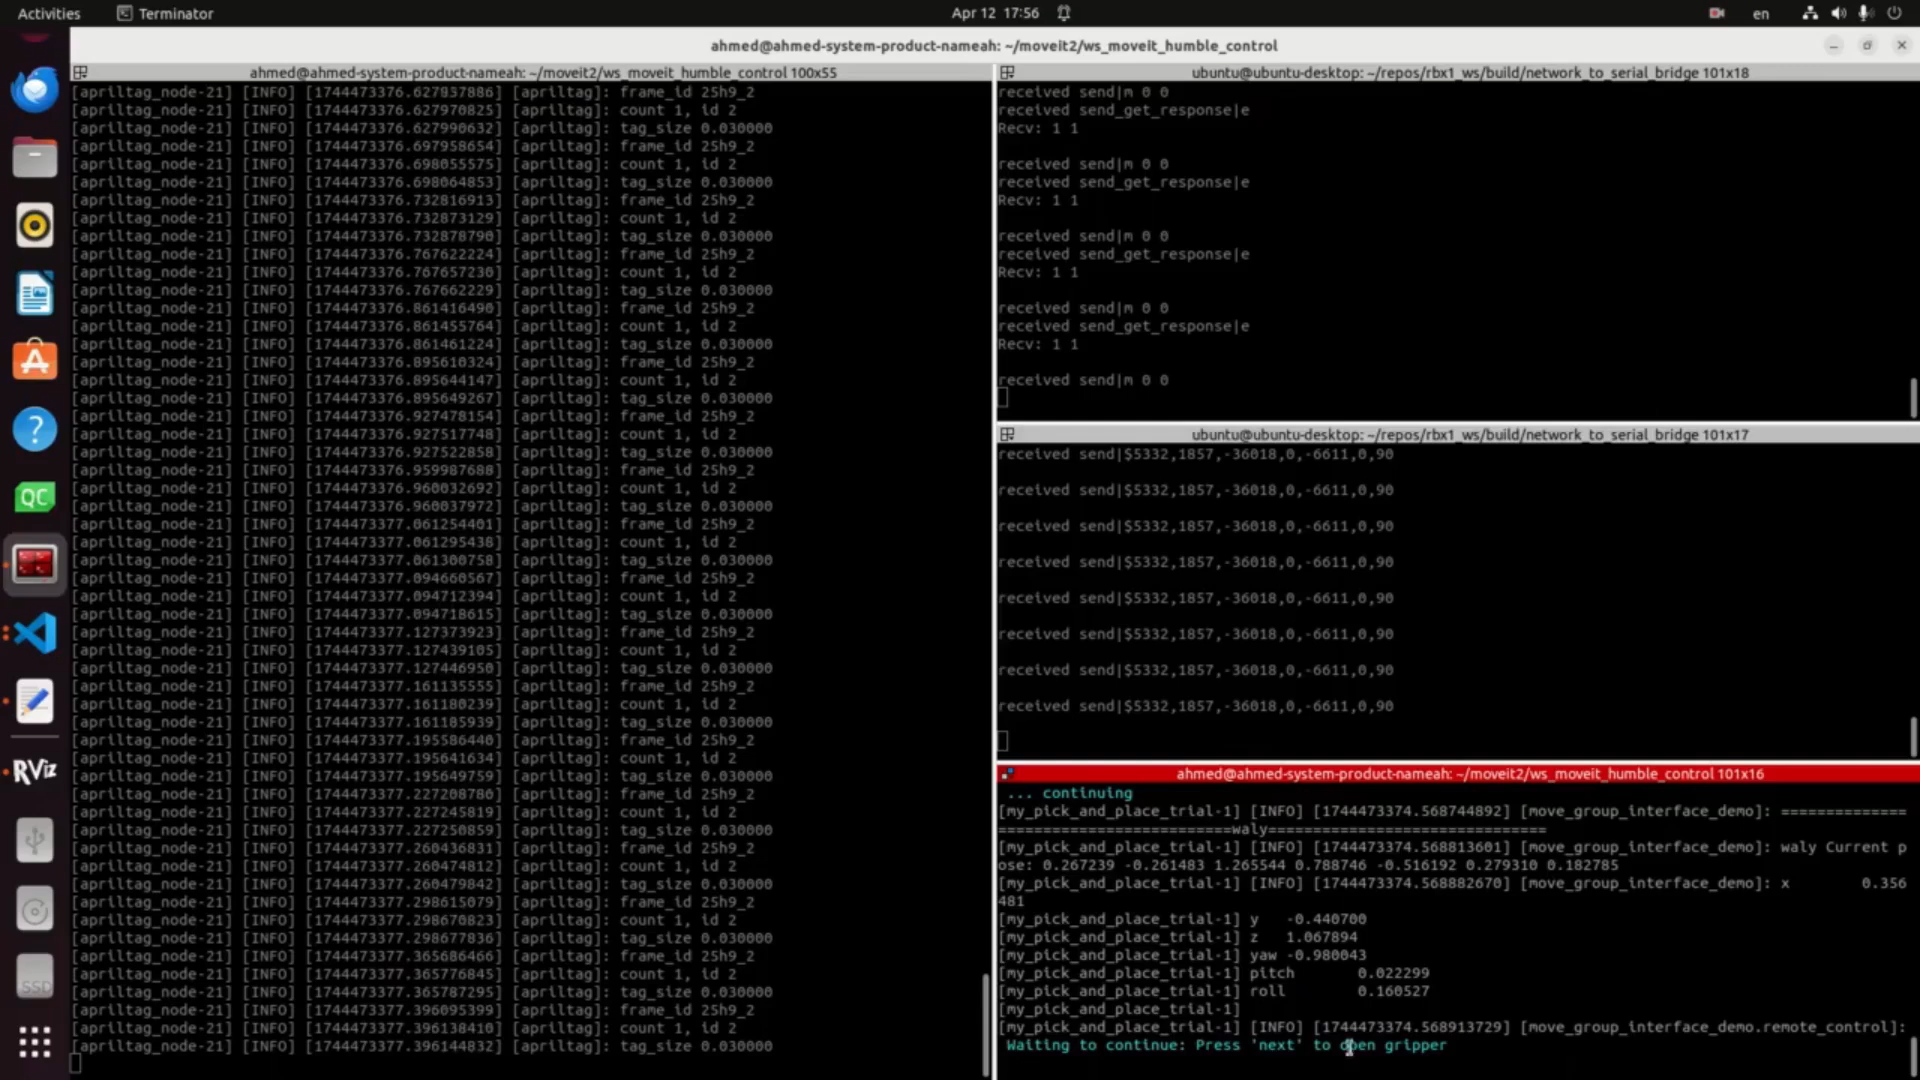 Activities
Terminator
Apr 12 17:56
en
ahmed@ahmed-system-product-nameah: ~/moveit2/ws_moveit_humble_control
ahmed@ahmed-system-product-nameah: ~/moveit2/ws_moveit_humble_control 100x55
[apriltag_node-21] [INFO] [1744473376.627837886] [apriltag]: frame_id 25h9_2
[apriltag_node-21] [INFO] [1744473376.627970825] [apriltag]: count 1, id 2
[apriltag_node-21] [INFO] [1744473376.627990632] [apriltag]: tag_size 0.030000
[apriltag_node-21] [INFO] [1744473376.697958654] [apriltag]: frame_id 25h9_2
[apriltag_node-21] [INFO] [1744473376.698055575] [apriltag]: count 1, id 2
[apriltag_node-21] [INFO] [1744473376.698064853] [apriltag]: tag_size 0.030000
[apriltag_node-21] [INFO] [1744473376.732816913] [apriltag]: frame_id 25h9_2
[apriltag_node-21] [INFO] [1744473376.732873129] [apriltag]: count 1, id 2
[apriltag_node-21] [INFO] [1744473376.732878790] [apriltag]: tag_size 0.030000
[apriltag_node-21] [INFO] [1744473376.767622224] [apriltag]: frame_id 25h9_2
[apriltag_node-21] [INFO] [1744473376.767657230] [apriltag]: count 1, id 2
[apriltag_node-21] [INFO] [1744473376.767662229] [apriltag]: tag_size 0.030000
[apriltag_node-21] [INFO] [1744473376.861416490] [apriltag]: frame_id 25h9_2
[apriltag_node-21] [INFO] [1744473376.861455764] [apriltag]: count 1, id 2
[apriltag_node-21] [INFO] [1744473376.861461224] [apriltag]: tag_size 0.030000
[apriltag_node-21] [INFO] [1744473376.895610324] [apriltag]: frame_id 25h9_2
[apriltag_node-21] [INFO] [1744473376.895644147] [apriltag]: count 1, id 2
[apriltag_node-21] [INFO] [1744473376.895649267] [apriltag]: tag_size 0.030000
[apriltag_node-21] [INFO] [1744473376.927478154] [apriltag]: frame_id 25h9_2
[apriltag_node-21] [INFO] [1744473376.927517748] [apriltag]: count 1, id 2
[apriltag_node-21] [INFO] [1744473376.927522858] [apriltag]: tag_size 0.030000
[apriltag_node-21] [INFO] [1744473376.959987688] [apriltag]: frame_id 25h9_2
[apriltag_node-21] [INFO] [1744473376.960032692] [apriltag]: count 1, id 2
[apriltag_node-21] [INFO] [1744473376.960037972] [apriltag]: tag_size 0.030000
[apriltag_node-21] [INFO] [1744473377.061254401] [apriltag]: frame_id 25h9_2
[apriltag_node-21] [INFO] [1744473377.061295438] [apriltag]: count 1, id 2
[apriltag_node-21] [INFO] [1744473377.061300758] [apriltag]: tag_size 0.030000
[apriltag_node-21] [INFO] [1744473377.094660567] [apriltag]: frame_id 25h9_2
[apriltag_node-21] [INFO] [1744473377.094712394] [apriltag]: count 1, id 2
[apriltag_node-21] [INFO] [1744473377.094718615] [apriltag]: tag_size 0.030000
[apriltag_node-21] [INFO] [1744473377.127373923] [apriltag]: frame_id 25h9_2
[apriltag_node-21] [INFO] [1744473377.127439105] [apriltag]: count 1, id 2
[apriltag_node-21] [INFO] [1744473377.127446950] [apriltag]: tag_size 0.030000
[apriltag_node-21] [INFO] [1744473377.161135555] [apriltag]: frame_id 25h9_2
[apriltag_node-21] [INFO] [1744473377.161180239] [apriltag]: count 1, id 2
[apriltag_node-21] [INFO] [1744473377.161185939] [apriltag]: tag_size 0.030000
[apriltag_node-21] [INFO] [1744473377.195586440] [apriltag]: frame_id 25h9_2
[apriltag_node-21] [INFO] [1744473377.195641634] [apriltag]: count 1, id 2
[apriltag_node-21] [INFO] [1744473377.195649759] [apriltag]: tag_size 0.030000
[apriltag_node-21] [INFO] [1744473377.227208780] [apriltag]: frame_id 25h9_2
[apriltag_node-21] [INFO] [1744473377.227245819] [apriltag]: count 1, id 2
[apriltag_node-21] [INFO] [1744473377.227250859] [apriltag]: tag_size 0.030000
[apriltag_node-21] [INFO] [1744473377.260436831] [apriltag]: frame_id 25h9_2
[apriltag_node-21] [INFO] [1744473377.260474812] [apriltag]: count 1, id 2
[apriltag_node-21] [INFO] [1744473377.260479842] [apriltag]: tag_size 0.030000
[apriltag_node-21] [INFO] [1744473377.298615079] [apriltag]: frame_id 25h9_2
[apriltag_node-21] [INFO] [1744473377.298670823] [apriltag]: count 1, id 2
[apriltag_node-21] [INFO] [1744473377.298677836] [apriltag]: tag_size 0.030000
[apriltag_node-21] [INFO] [1744473377.365686466] [apriltag]: frame_id 25h9_2
[apriltag_node-21] [INFO] [1744473377.365776845] [apriltag]: count 1, id 2
[apriltag_node-21] [INFO] [1744473377.365787295] [apriltag]: tag_size 0.030000
[apriltag_node-21] [INFO] [1744473377.396095399] [apriltag]: frame_id 25h9_2
[apriltag_node-21] [INFO] [1744473377.396138410] [apriltag]: count 1, id 2
[apriltag_node-21] [INFO] [1744473377.396144832] [apriltag]: tag_size 0.030000
ubuntu@ubuntu-desktop: ~/repos/rbx1_ws/build/network_to_serial_bridge 101x18
received send|m 0 0
received send_get_response|e
Recv: 1 1
received send|m 0 0
received send_get_response|e
Recv: 1 1
received send|m 0 0
received send_get_response|e
Recv: 1 1
received send|m 0 0
received send_get_response|e
Recv: 1 1
received send|m 0 0
ubuntu@ubuntu-desktop: ~/repos/rbx1_ws/build/network_to_serial_bridge 101x17
received send|$5332,1857,-36018,0,-6611,0,90
received send|$5332,1857,-36018,0,-6611,0,90
received send|$5332,1857,-36018,0,-6611,0,90
received send|$5332,1857,-36018,0,-6611,0,90
received send|$5332,1857,-36018,0,-6611,0,90
received send|$5332,1857,-36018,0,-6611,0,90
received send|$5332,1857,-36018,0,-6611,0,90
received send|$5332,1857,-36018,0,-6611,0,90
ahmed@ahmed-system-product-nameah: ~/moveit2/ws_moveit_humble_control 101x16
... continuing
[my_pick_and_place_trial-1] [INFO] [1744473374.568744892] [move_group_interface_demo]: ==============
==========================waly===============================
[my_pick_and_place_trial-1] [INFO] [1744473374.568813601] [move_group_interface_demo]: waly Current p
ose: 0.267239 -0.261483 1.265544 0.788746 -0.516192 0.279310 0.182785
[my_pick_and_place_trial-1] [INFO] [1744473374.568882670] [move_group_interface_demo]: x 0.356
481
[my_pick_and_place_trial-1] y -0.440700
[my_pick_and_place_trial-1] z 1.067894
[my_pick_and_place_trial-1] yaw -0.980043
[my_pick_and_place_trial-1] pitch 0.022299
[my_pick_and_place_trial-1] roll 0.160527
[my_pick_and_place_trial-1]
[my_pick_and_place_trial-1] [INFO] [1744473374.568913729] [move_group_interface_demo.remote_control]:
Waiting to continue: Press 'next' to open gripper
QC
RViz
SSD